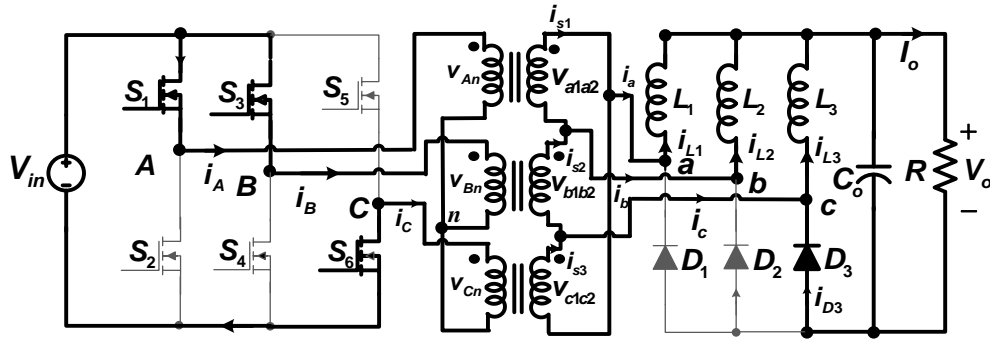 i_s1
I_o
S_1 S_3 S_5
v_An v_a1a2 i_a L_1 L_2 L_3
V_in A i_A B i_B C i_C
v_Bn i_s2 v_b1b2 i_b i_L1 a i_L2 b i_L3 c C_o R + V_o −
n i_c
S_2 S_4 S_6
v_Cn i_s3 v_c1c2 D_1 D_2 D_3
i_D3